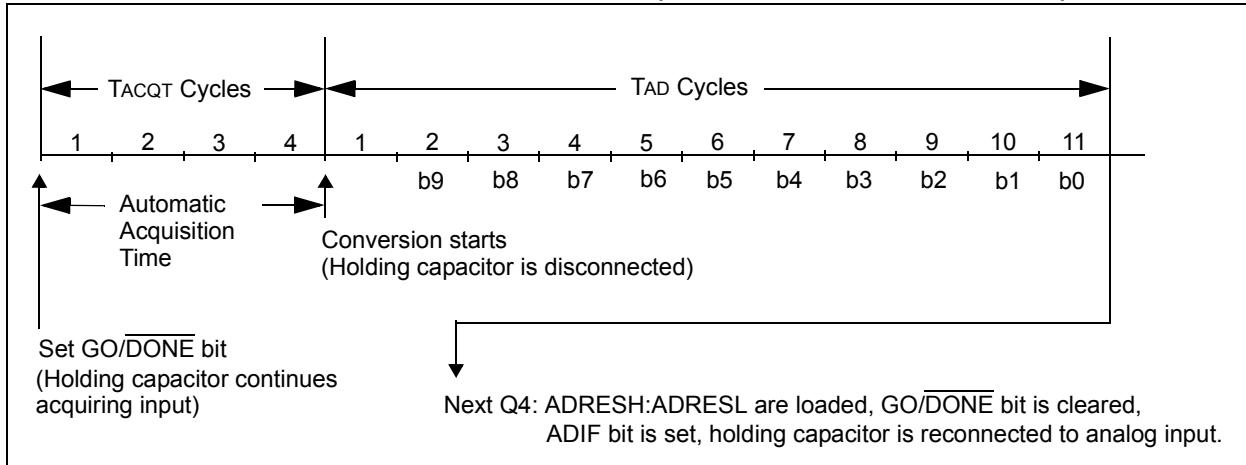 TACQT Cycles TAD Cycles
1 2 3 4 1 2 3 4 5 6 7 8 9 10 11
b9 b8 b7 b6 b5 b4 b3 b2 b1 b0
Automatic
Acquisition
Time
Conversion starts
(Holding capacitor is disconnected)
Set GO/DONE bit
(Holding capacitor continues
acquiring input)
Next Q4: ADRESH:ADRESL are loaded, GO/DONE bit is cleared,
ADIF bit is set, holding capacitor is reconnected to analog input.